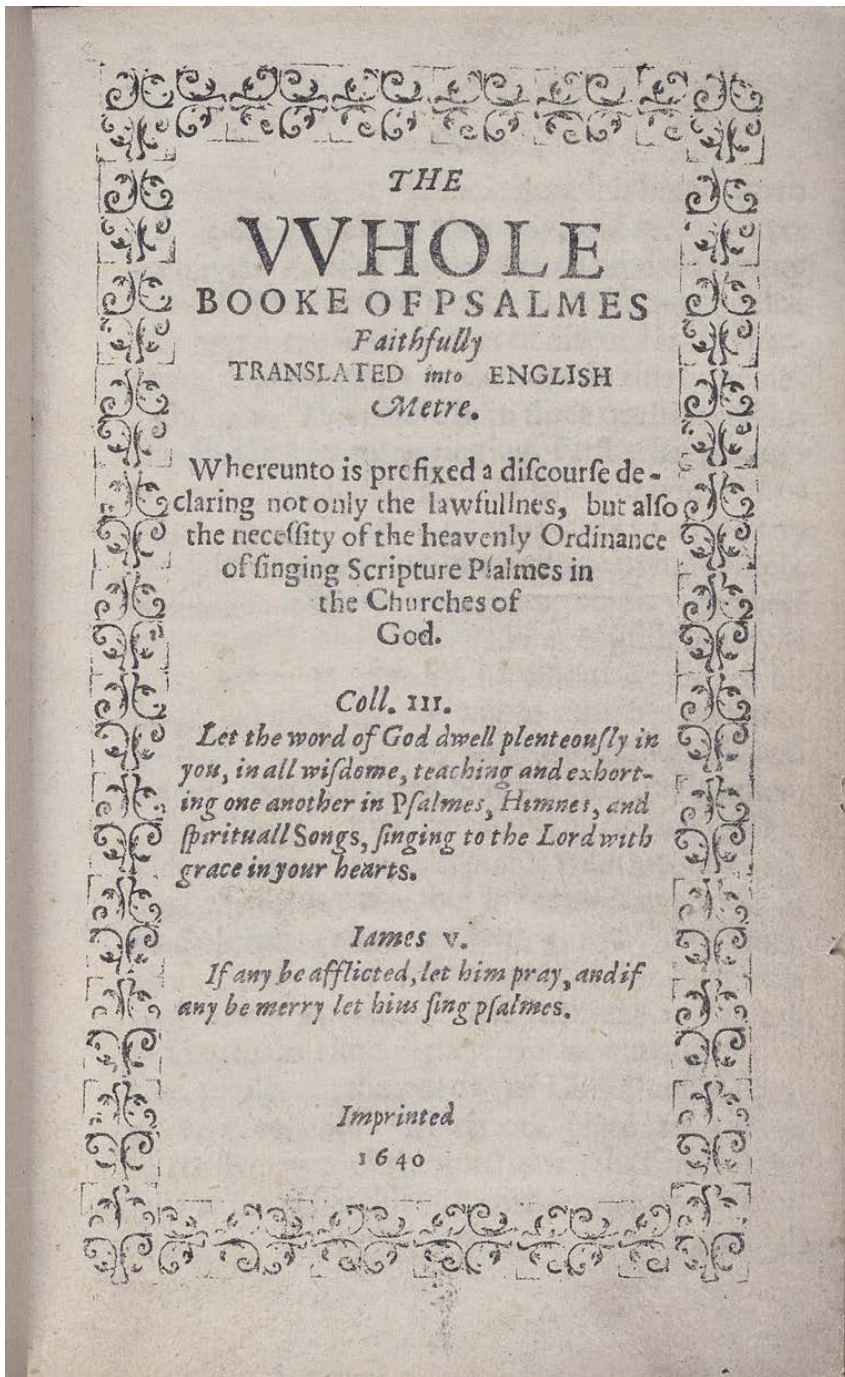 THE
VVHOLE
BOOKE OF PSALMES
Faithfully
TRANSLATED into ENGLISH
Metre.
Whereunto is prefixed a diſcourſe de-
claring not only the lawfullnes, but alſo
the neceſſity of the heavenly Ordinance
of ſinging Scripture Pſalmes in
the Churches of
God.
Coll. III.
Let the word of God dwell plenteouſly in
you, in all wiſdome, teaching and exhort-
ing one another in Pſalmes, Himnes, and
ſpirituall Songs, ſinging to the Lord with
grace in your hearts.
Iames V.
If any be afflicted, let him pray, and if
any be merry let him ſing pſalmes.
Imprinted
1640